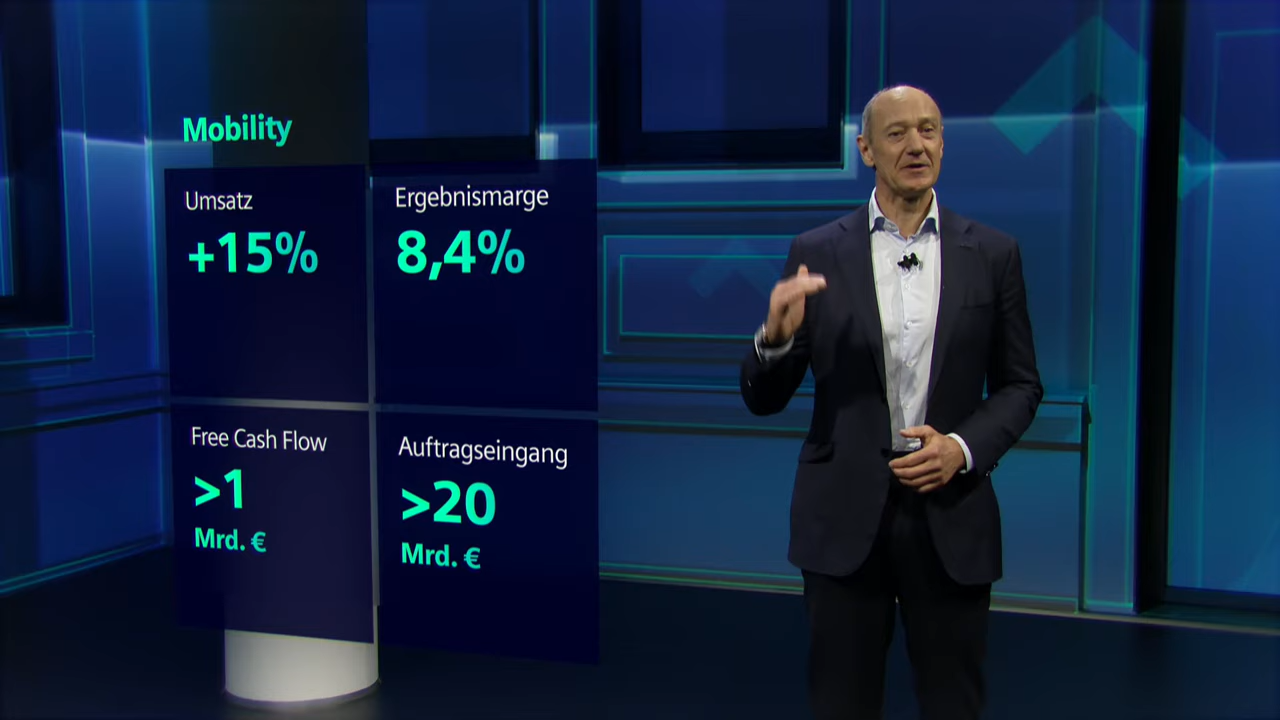 Mobility
Umsatz
+15%
Ergebnismarge
8,4%
Free Cash Flow
>1
Mrd. €
Auftragseingang
>20
Mrd. €